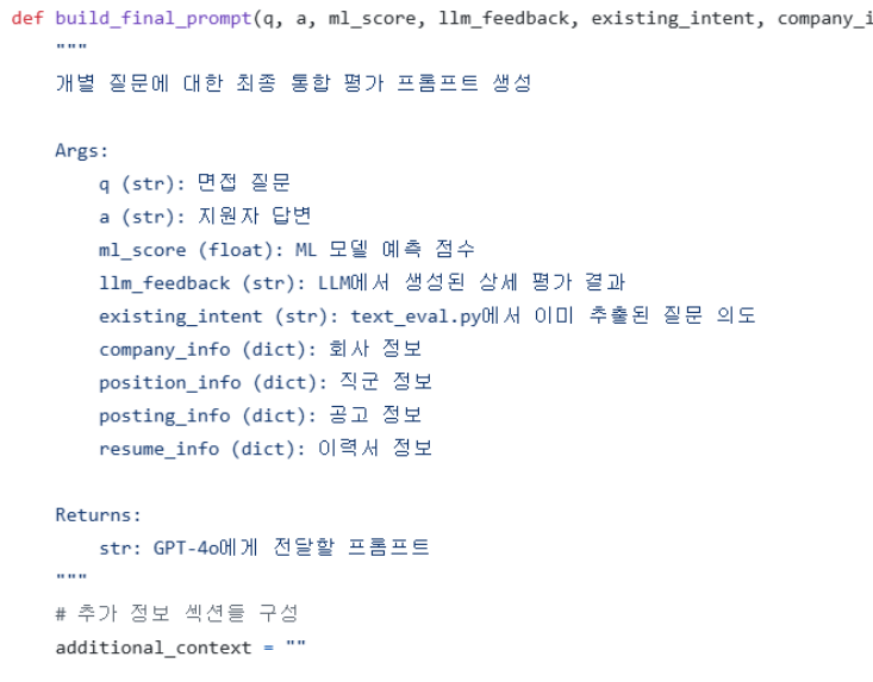 def build_final_prompt(q, a, ml_score, llm_feedback, existing_intent, company_i
"""
개별 질문에 대한 최종 통합 평가 프롬프트 생성
Args:
q (str): 면접 질문
a (str): 지원자 답변
ml_score (float): ML 모델 예측 점수
llm_feedback (str): LLM에서 생성된 상세 평가 결과
existing_intent (str): text_eval.py에서 이미 추출된 질문 의도
company_info (dict): 회사 정보
position_info (dict): 직군 정보
posting_info (dict): 공고 정보
resume_info (dict): 이력서 정보
Returns:
str: GPT-4o에게 전달할 프롬프트
"""
# 추가 정보 섹션들 구성
additional_context = ""